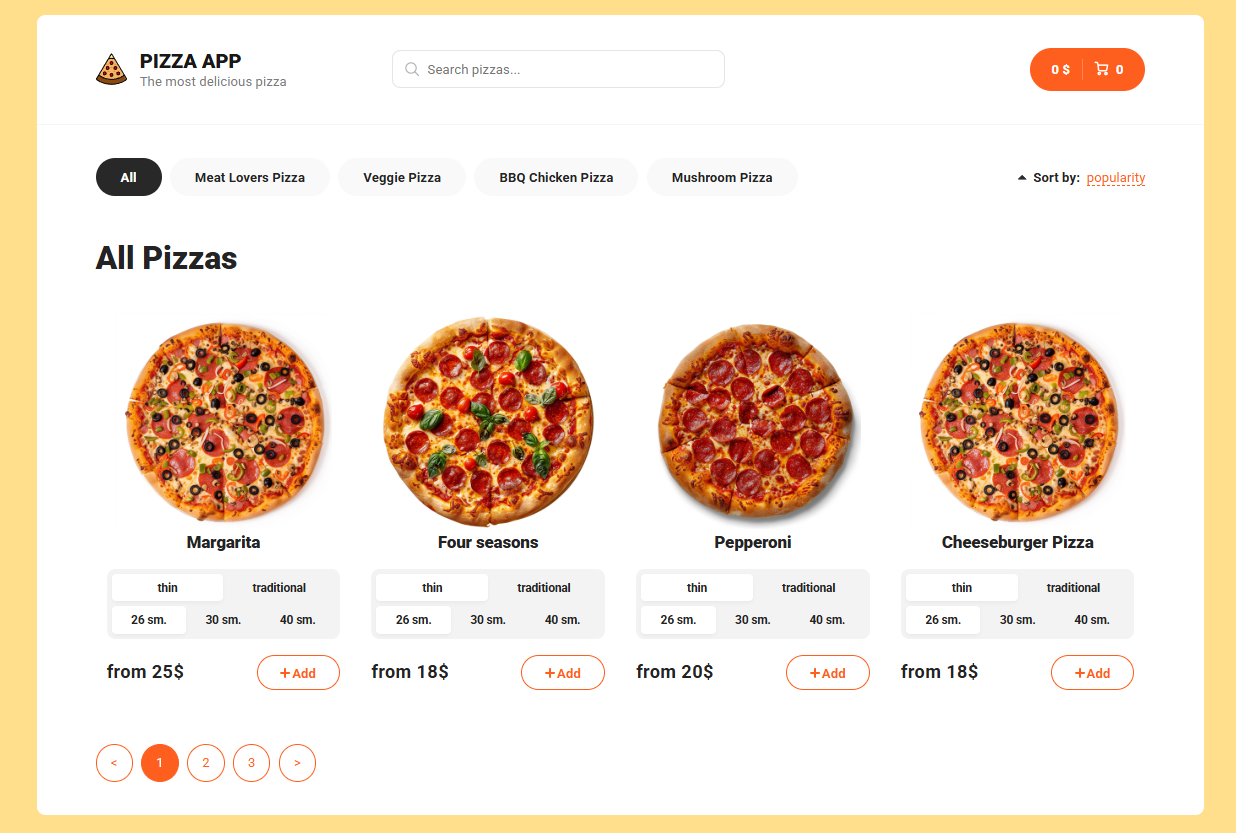 PIZZA APP
The most delicious pizza
Search pizzas...
0 $ 0
All Meat Lovers Pizza Veggie Pizza BBQ Chicken Pizza Mushroom Pizza
Sort by: popularity
All Pizzas
Margarita Four seasons Pepperoni Cheeseburger Pizza
thin traditional thin traditional thin traditional thin traditional
26 sm. 30 sm. 40 sm. 26 sm. 30 sm. 40 sm. 26 sm. 30 sm. 40 sm. 26 sm. 30 sm. 40 sm.
from 25$ +Add from 18$ +Add from 20$ +Add from 18$ +Add
< 1 2 3 >